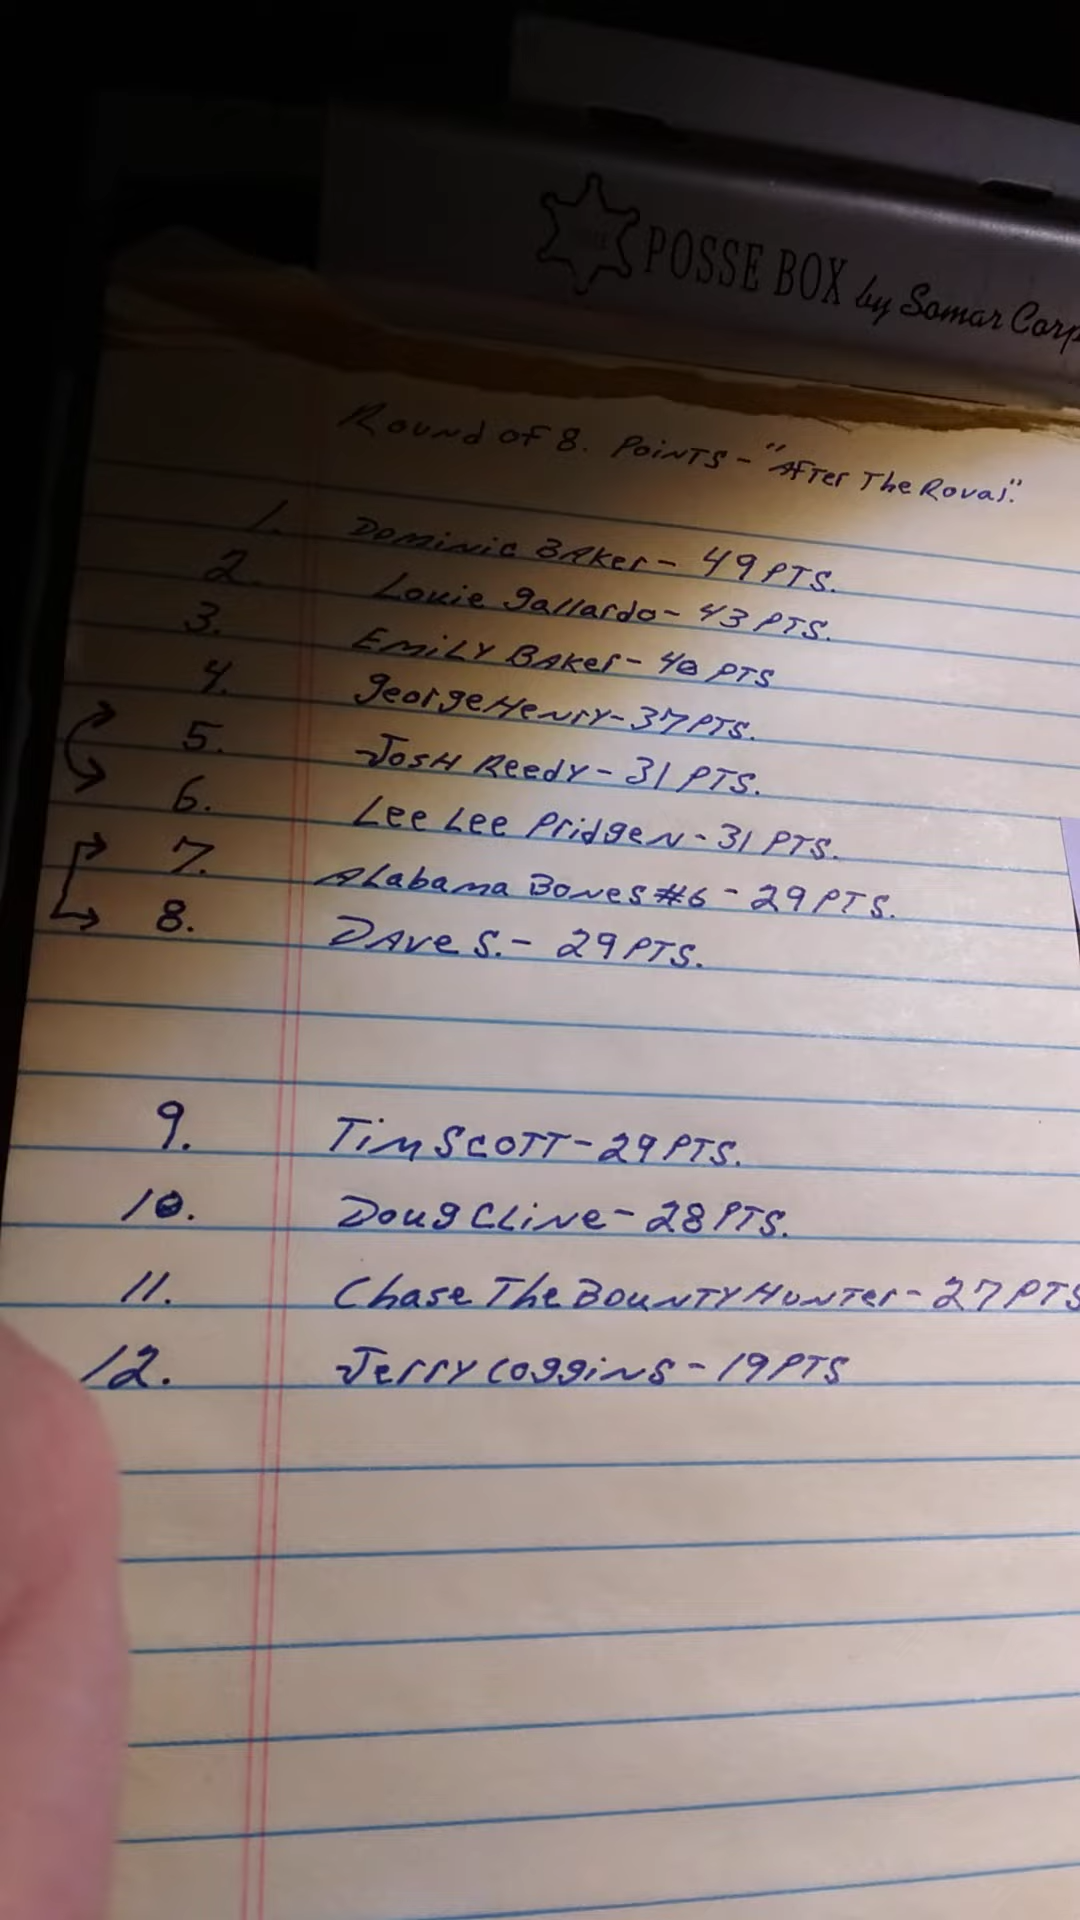 POSSE BOX by Somar Corp
Round of 8. Points - "After The Roval".
1. Dominic Baker - 49 PTS.
2. Louie Gallardo - 43 PTS.
3. Emily Baker - 40 PTS
4. George Henry - 37 PTS.
5. Josh Reedy - 31 PTS.
6. Lee Lee Pridgen - 31 PTS.
7. Alabama Bones #6 - 29 PTS.
8. Dave S. - 29 PTS.
9. Tim Scott - 29 PTS.
10. Doug Cline - 28 PTS.
11. Chase The Bounty Hunter - 27 PTS
12. Jerry Coggins - 19 PTS